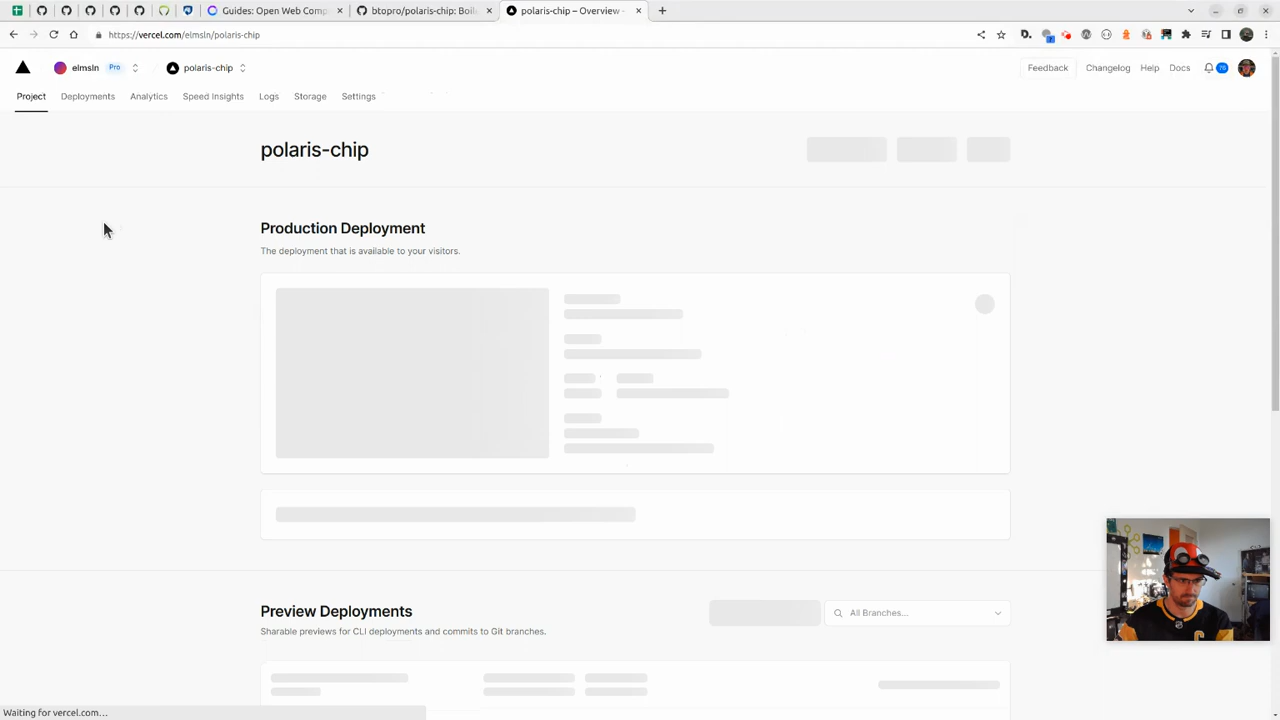 Guides: Open Web Comp
btopro/polaris-chip: Boil
polaris-chip – Overview -
https://vercel.com/elmsln/polaris-chip
elmsln Pro polaris-chip
Feedback Changelog Help Docs 76
Project Deployments Analytics Speed Insights Logs Storage Settings
polaris-chip
Production Deployment
The deployment that is available to your visitors.
Preview Deployments
All Branches...
Sharable previews for CLI deployments and commits to Git branches.
Waiting for vercel.com...